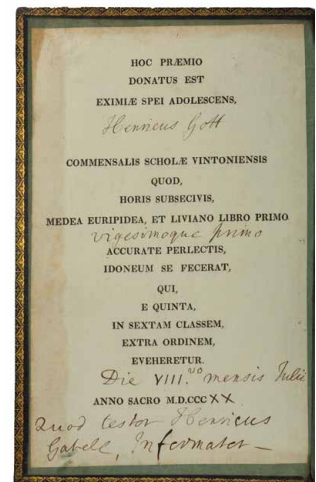 HOC PRÆMIO
DONATUS EST
EXIMIÆ SPEI ADOLESCENS,
Henricus Gott
COMMENSALIS SCHOLÆ VINTONIENSIS
QUOD,
HORIS SUBSECIVIS,
MEDEA EURIPIDEA, ET LIVIANO LIBRO PRIMO
vigesimoque primo
ACCURATE PERLECTIS,
IDONEUM SE FECERAT,
QUI,
E QUINTA,
IN SEXTAM CLASSEM,
EXTRA ORDINEM,
EVEHERETUR.
Die VIII.vo mensis Julii
ANNO SACRO M.D.CCC XX
Quod testor Henricus
Gabell, Informator —